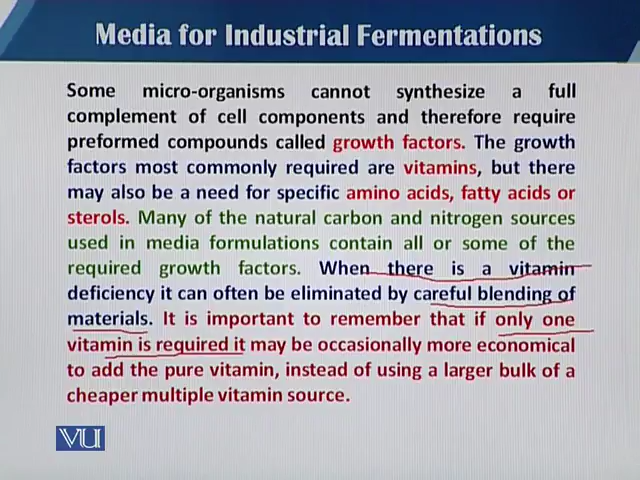 Media for Industrial Fermentations
Some micro-organisms cannot synthesize a full
complement of cell components and therefore require
preformed compounds called growth factors. The growth
factors most commonly required are vitamins, but there
may also be a need for specific amino acids, fatty acids or
sterols. Many of the natural carbon and nitrogen sources
used in media formulations contain all or some of the
required growth factors. When there is a vitamin
deficiency it can often be eliminated by careful blending of
materials. It is important to remember that if only one
vitamin is required it may be occasionally more economical
to add the pure vitamin, instead of using a larger bulk of a
cheaper multiple vitamin source.
VU